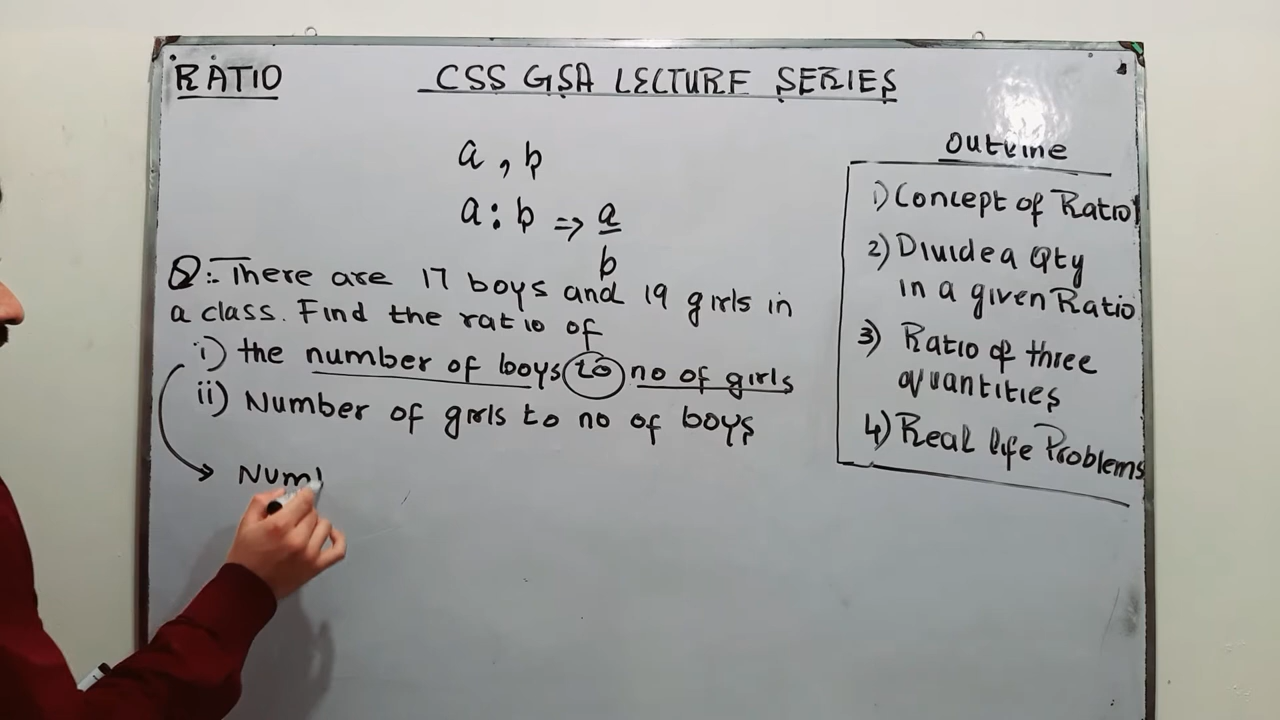 RATIO
CSS GSA LECTURE SERIES
a , b
a : b => a
b
Q:- There are 17 boys and 19 girls in
a class. Find the ratio of
i) the number of boys to no of girls
ii) Number of girls to no of boys
Outline
1) Concept of Ratio
2) Divide a Qty
in a given Ratio
3) Ratio of three
quantities
4) Real life Problems